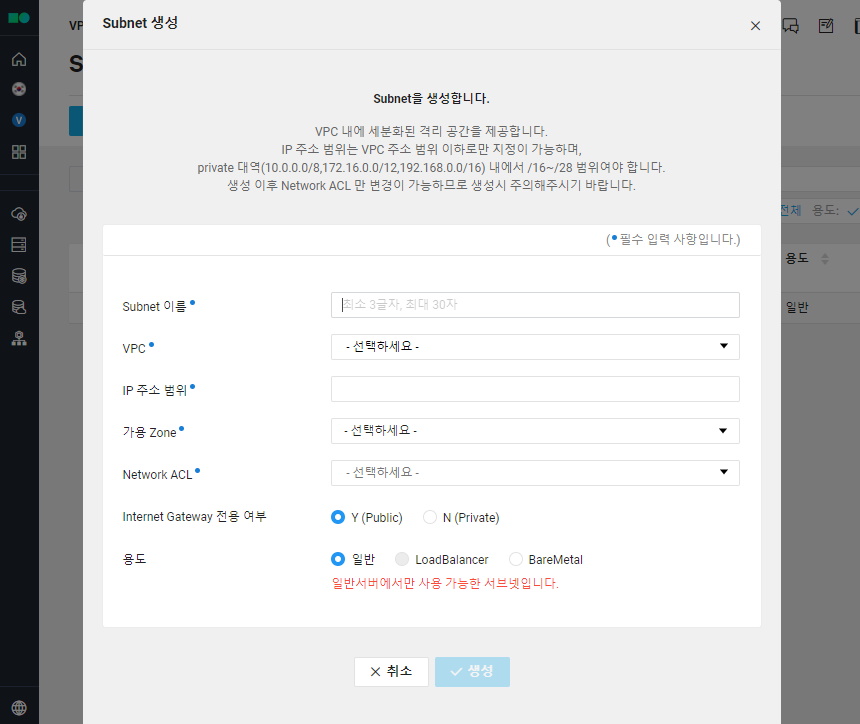 VP
Subnet 생성
S
V
Subnet을 생성합니다.
VPC 내에 세분화된 격리 공간을 제공합니다.
IP 주소 범위는 VPC 주소 범위 이하로만 지정이 가능하며,
private 대역(10.0.0.0/8,172.16.0.0/12,192.168.0.0/16) 내에서 /16~/28 범위여야 합니다.
생성 이후 Network ACL 만 변경이 가능하므로 생성시 주의해주시기 바랍니다.
전체 용도:
(•필수 입력 사항입니다.)
용도
일반
Subnet 이름• 최소 3글자, 최대 30자
VPC• - 선택하세요 -
IP 주소 범위•
가용 Zone• - 선택하세요 -
Network ACL• - 선택하세요 -
Internet Gateway 전용 여부 Y (Public) N (Private)
용도 일반 LoadBalancer BareMetal
일반서버에서만 사용 가능한 서브넷입니다.
취소 생성